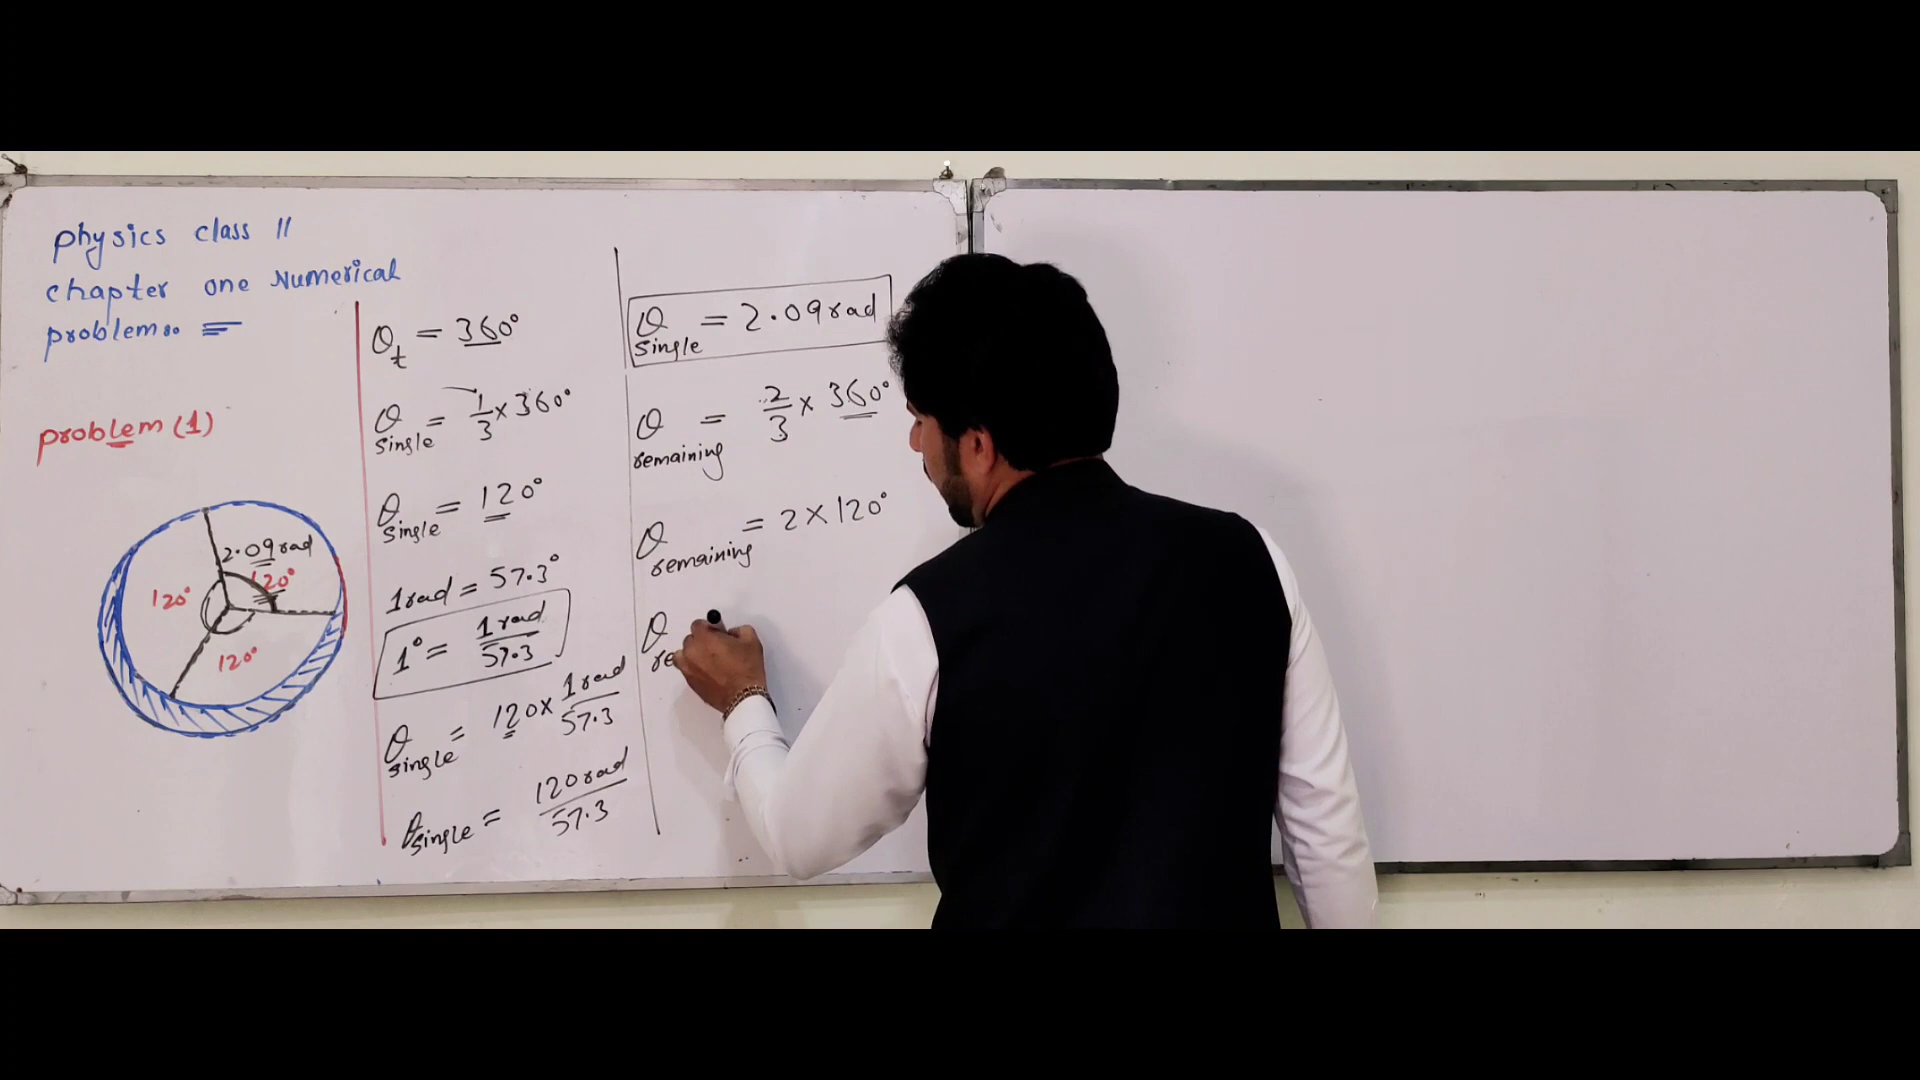 physics class 11
chapter one Numerical
problems
problem (1)
2.09 rad
120°
120°
120°
θt = 360°
θsingle = 1/3 × 360°
θsingle = 120°
1 rad = 57.3°
1° = 1 rad/57.3
θsingle = 120 × 1 rad/57.3
θsingle = 120 rad/57.3
θsingle = 2.09 rad
θremaining = 2/3 × 360°
θremaining = 2 × 120°
θre